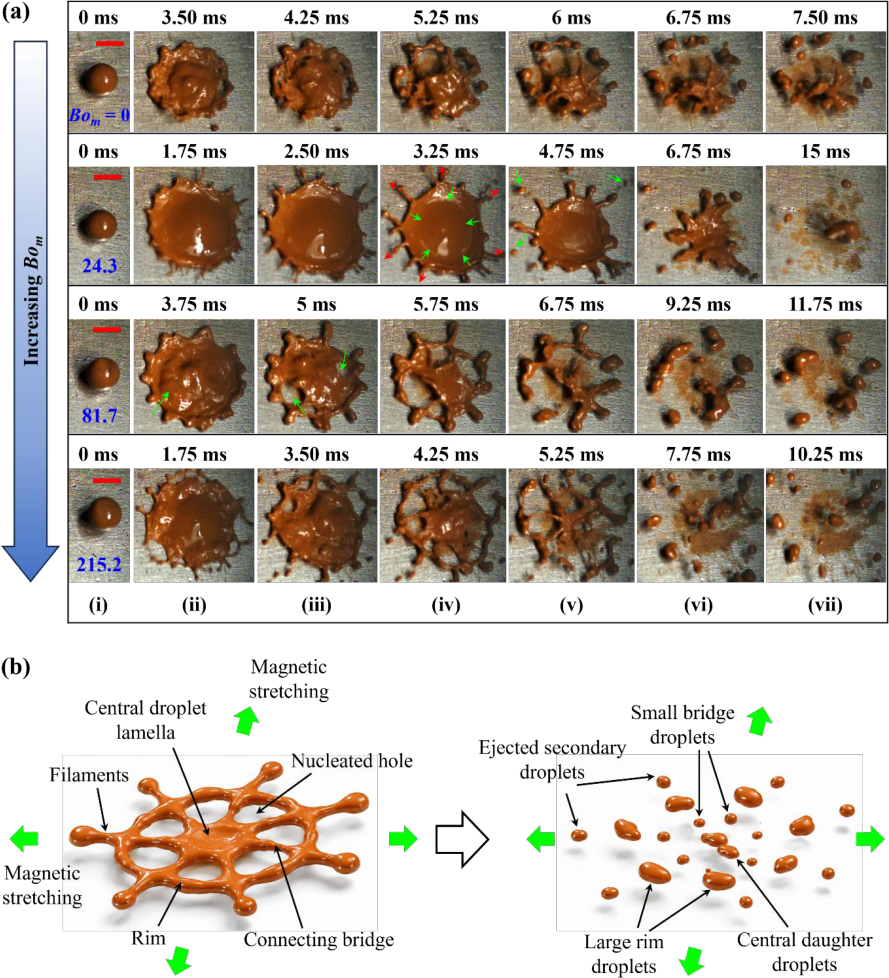 (a)
0 ms 3.50 ms 4.25 ms 5.25 ms 6 ms 6.75 ms 7.50 ms
Bom = 0
0 ms 1.75 ms 2.50 ms 3.25 ms 4.75 ms 6.75 ms 15 ms
24.3
Increasing Bom
0 ms 3.75 ms 5 ms 5.75 ms 6.75 ms 9.25 ms 11.75 ms
81.7
0 ms 1.75 ms 3.50 ms 4.25 ms 5.25 ms 7.75 ms 10.25 ms
215.2
(i) (ii) (iii) (iv) (v) (vi) (vii)
(b)
Magnetic
stretching
Central droplet
lamella
Nucleated hole
Filaments
Magnetic
stretching
Rim
Connecting bridge
Small bridge
droplets
Ejected secondary
droplets
Large rim
droplets
Central daughter
droplets